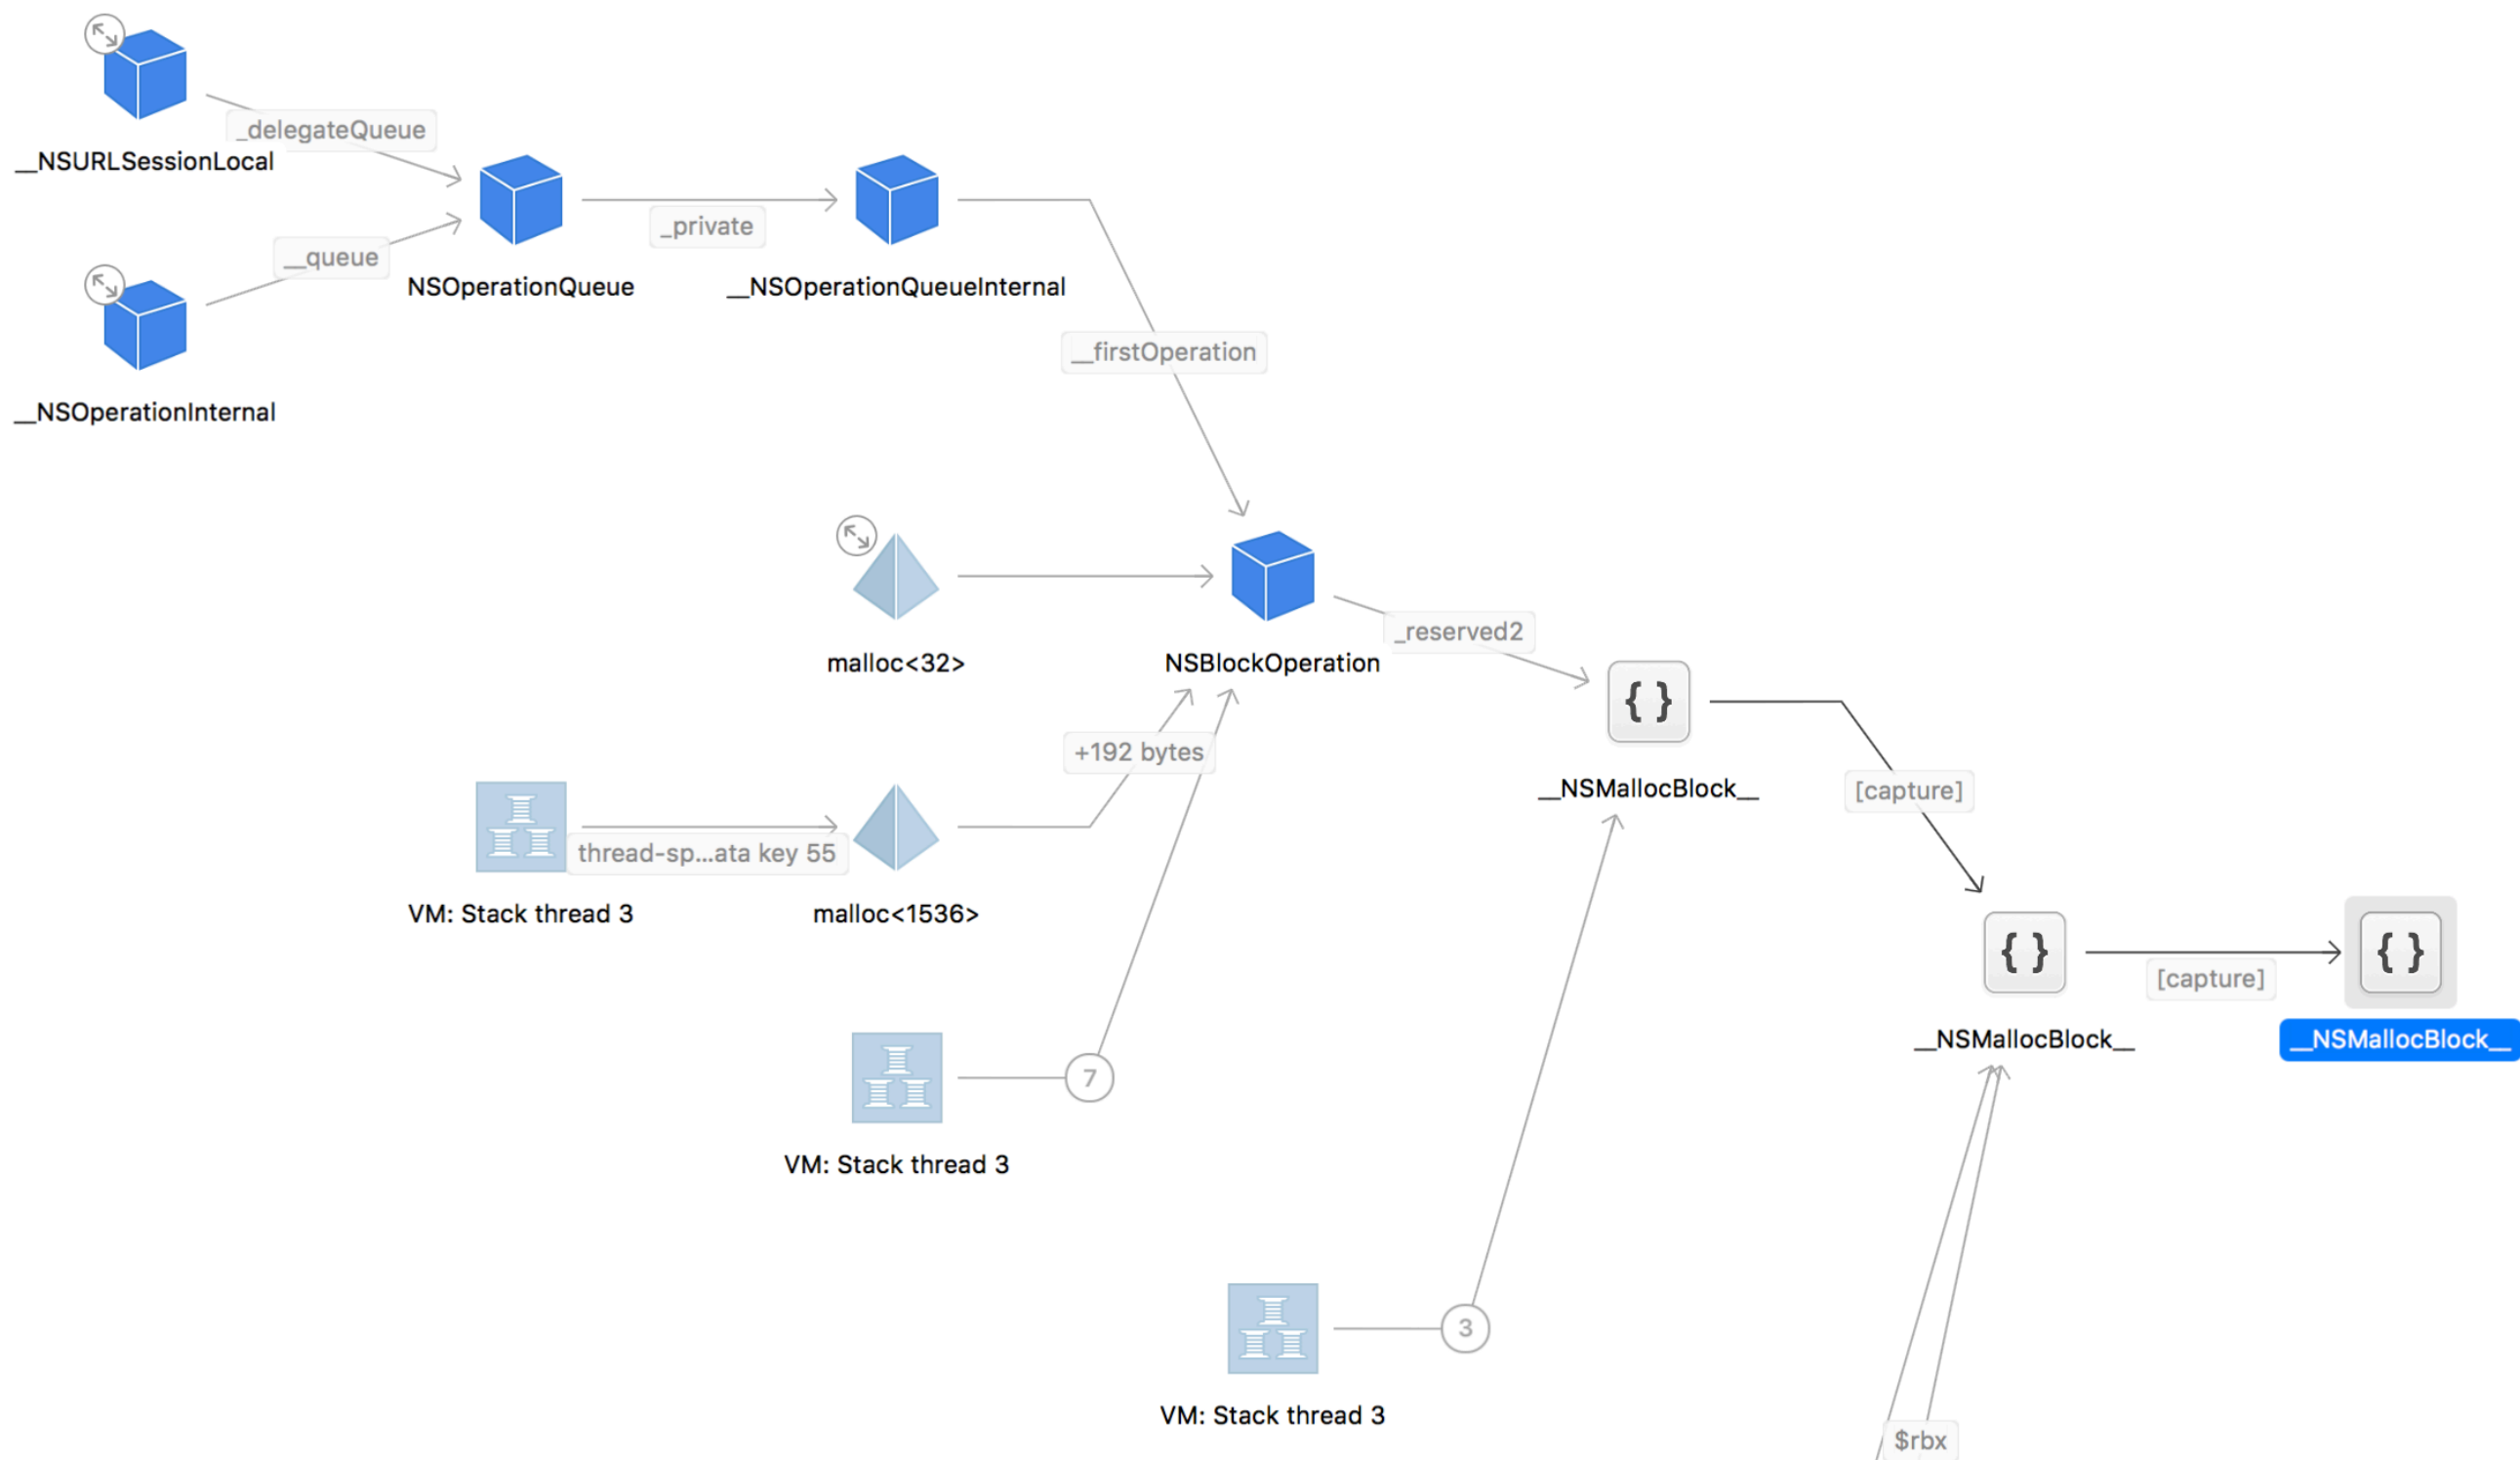 _delegateQueue
__NSURLSessionLocal
_private
__queue
NSOperationQueue
__NSOperationQueueInternal
__firstOperation
__NSOperationInternal
_reserved2
malloc<32>
NSBlockOperation
{ }
+192 bytes
__NSMallocBlock__
[capture]
thread-sp...ata key 55
VM: Stack thread 3
malloc<1536>
{ }
{ }
[capture]
__NSMallocBlock__
__NSMallocBlock__
7
VM: Stack thread 3
3
VM: Stack thread 3
$rbx